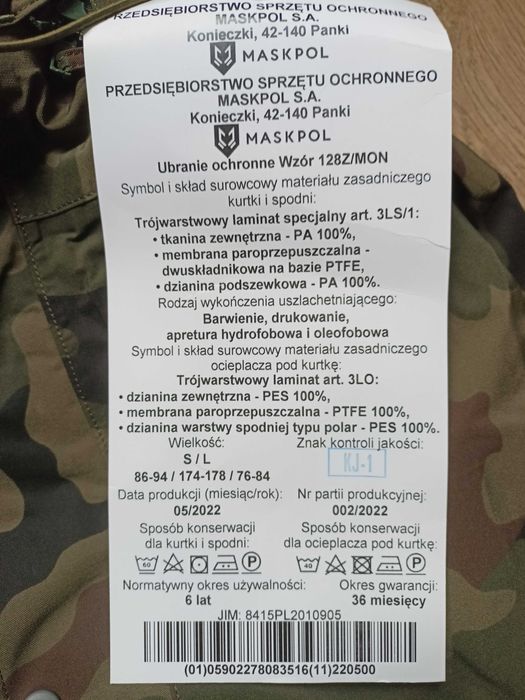 PRZEDSIĘBIORSTWO SPRZĘTU OCHRONNEGO
MASKPOL S.A.
Konieczki, 42-140 Panki
MASKPOL
PRZEDSIĘBIORSTWO SPRZĘTU OCHRONNEGO
MASKPOL S.A.
Konieczki, 42-140 Panki
MASKPOL
Ubranie ochronne Wzór 128Z/MON
Symbol i skład surowcowy materiału zasadniczego
kurtki i spodni:
Trójwarstwowy laminat specjalny art. 3LS/1:
• tkanina zewnętrzna - PA 100%,
• membrana paroprzepuszczalna -
dwuskładnikowa na bazie PTFE,
• dzianina podszewkowa - PA 100%.
Rodzaj wykończenia uszlachetniającego:
Barwienie, drukowanie,
apretura hydrofobowa i oleofobowa
Symbol i skład surowcowy materiału zasadniczego
ocieplacza pod kurtkę:
Trójwarstwowy laminat art. 3LO:
• dzianina zewnętrzna - PES 100%,
• membrana paroprzepuszczalna - PTFE 100%,
• dzianina warstwy spodniej typu polar - PES 100%.
Wielkość: Znak kontroli jakości:
S / L KJ-1
86-94 / 174-178 / 76-84
Data produkcji (miesiąc/rok): Nr partii produkcyjnej:
05/2022 002/2022
Sposób konserwacji Sposób konserwacji
dla kurtki i spodni: dla ocieplacza pod kurtkę:
60 P 40 P
Normatywny okres używalności: Okres gwarancji:
6 lat 36 miesięcy
JIM: 8415PL2010905
(01)05902278083516(11)220500